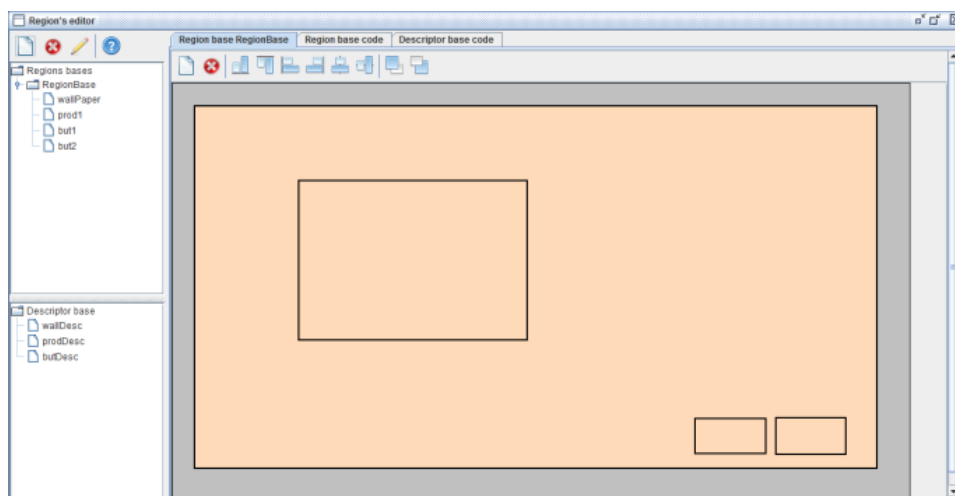 Region's editor
Region base RegionBase Region base code Descriptor base code
Regions bases
RegionBase
wallPaper
prod1
but1
but2
Descriptor base
wallDesc
prodDesc
butDesc